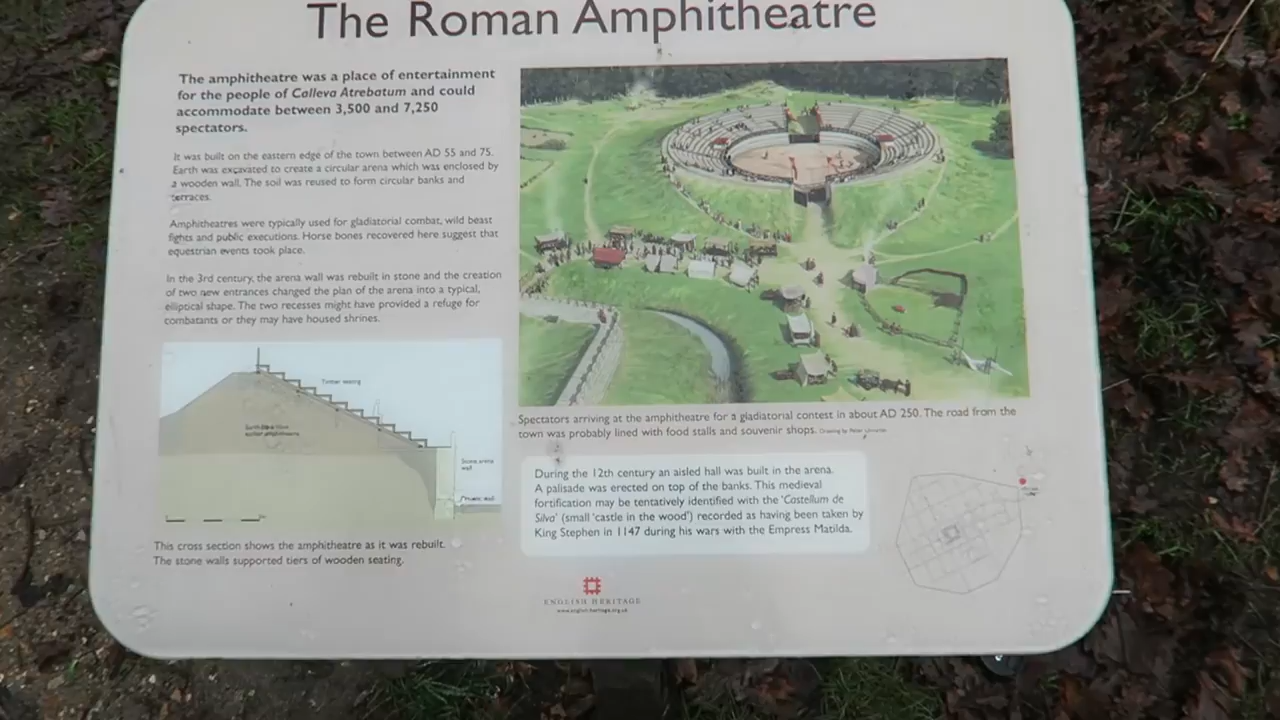 The Roman Amphitheatre
The amphitheatre was a place of entertainment
for the people of Calleva Atrebatum and could
accommodate between 3,500 and 7,250
spectators.
It was built on the eastern edge of the town between AD 55 and 75.
Earth was excavated to create a circular arena which was enclosed by
a wooden wall. The soil was reused to form circular banks and
terraces.
Amphitheatres were typically used for gladiatorial combat, wild beast
fights and public executions. Horse bones recovered here suggest that
equestrian events took place.
In the 3rd century, the arena wall was rebuilt in stone and the creation
of two new entrances changed the plan of the arena into a typical,
elliptical shape. The two recesses might have provided a refuge for
combatants or they may have housed shrines.
Timber seating
Stone arena
wall
This cross section shows the amphitheatre as it was rebuilt.
The stone walls supported tiers of wooden seating.
Spectators arriving at the amphitheatre for a gladiatorial contest in about AD 250. The road from the
town was probably lined with food stalls and souvenir shops. Drawing by Peter
During the 12th century an aisled hall was built in the arena.
A palisade was erected on top of the banks. This medieval
fortification may be tentatively identified with the 'Castellum de
Silva' (small 'castle in the wood') recorded as having been taken by
King Stephen in 1147 during his wars with the Empress Matilda.
ENGLISH HERITAGE
www.english-heritage.org.uk